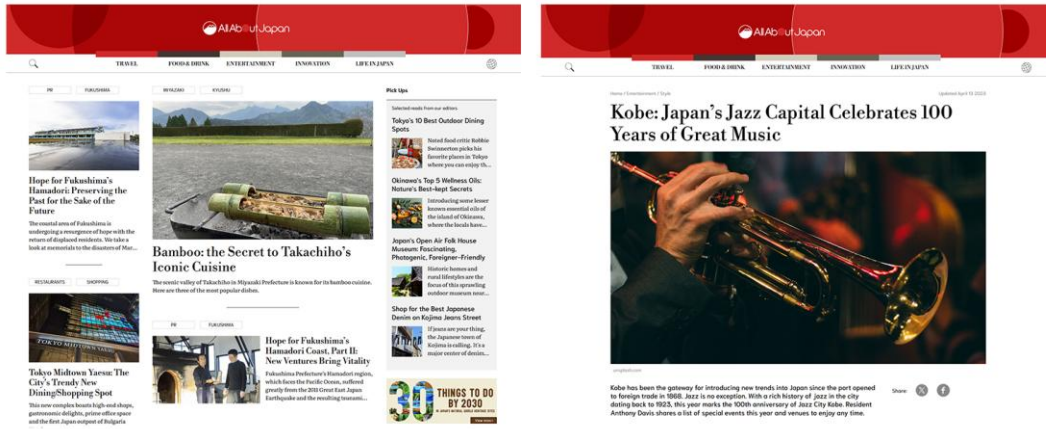 All About Japan
TRAVEL FOOD & DRINK ENTERTAINMENT INNOVATION LIFE IN JAPAN
PR FUKUSHIMA
Hope for Fukushima's
Hamadori: Preserving the
Past for the Sake of the
Future
The coastal area of Fukushima is
undergoing a resurgence of hope with the
return of displaced residents. We take a
look at memorials to the disasters of Mar...
RESTAURANTS SHOPPING
TOKYO MIDTOWN YAESU
Tokyo Midtown Yaesu: The
City's Trendy New
Dining/Shopping Spot
This new complex boasts high-end shops,
gastronomic delights, prime office space
and the first Japan outpost of Bulgaria
MIYAZAKI KYUSHU
Bamboo: the Secret to Takachiho's
Iconic Cuisine
The scenic valley of Takachiho in Miyazaki Prefecture is known for its bamboo cuisine.
Here are three of the most popular dishes.
PR FUKUSHIMA
Hope for Fukushima's
Hamadori Coast, Part II:
New Ventures Bring Vitality
Fukushima Prefecture's Hamadori region,
which faces the Pacific Ocean, suffered
greatly from the 2011 Great East Japan
Earthquake and the resulting tsunami...
Pick Ups
Selected reads from our editors
Tokyo's 10 Best Outdoor Dining
Spots
Noted food critic Robbie
Swinnerton picks his
favorite places in Tokyo
where you can enjoy th...
Okinawa's Top 5 Wellness Oils:
Nature's Best-kept Secrets
Introducing some lesser
known essential oils of
the island of Okinawa,
where the locals have...
Japan's Open Air Folk House
Museum: Fascinating,
Photogenic, Foreigner-Friendly
Historic homes and
rural lifestyles are the
focus of this sprawling
outdoor museum near...
Shop for the Best Japanese
Denim on Kojima Jeans Street
If jeans are your thing,
the Japanese town of
Kojima is calling. It's a
major center of denim...
30 THINGS TO DO
BY 2030
All About Japan
TRAVEL FOOD & DRINK ENTERTAINMENT INNOVATION LIFE IN JAPAN
Home / Entertainment / Style
Updated April 13 2023
Kobe: Japan's Jazz Capital Celebrates 100
Years of Great Music
unsplash.com
Kobe has been the gateway for introducing new trends into Japan since the port opened
to foreign trade in 1868. Jazz is no exception. With a rich history of jazz in the city
dating back to 1923, this year marks the 100th anniversary of Jazz City Kobe. Resident
Anthony Davis shares a list of special events this year and venues to enjoy any time.
Share: